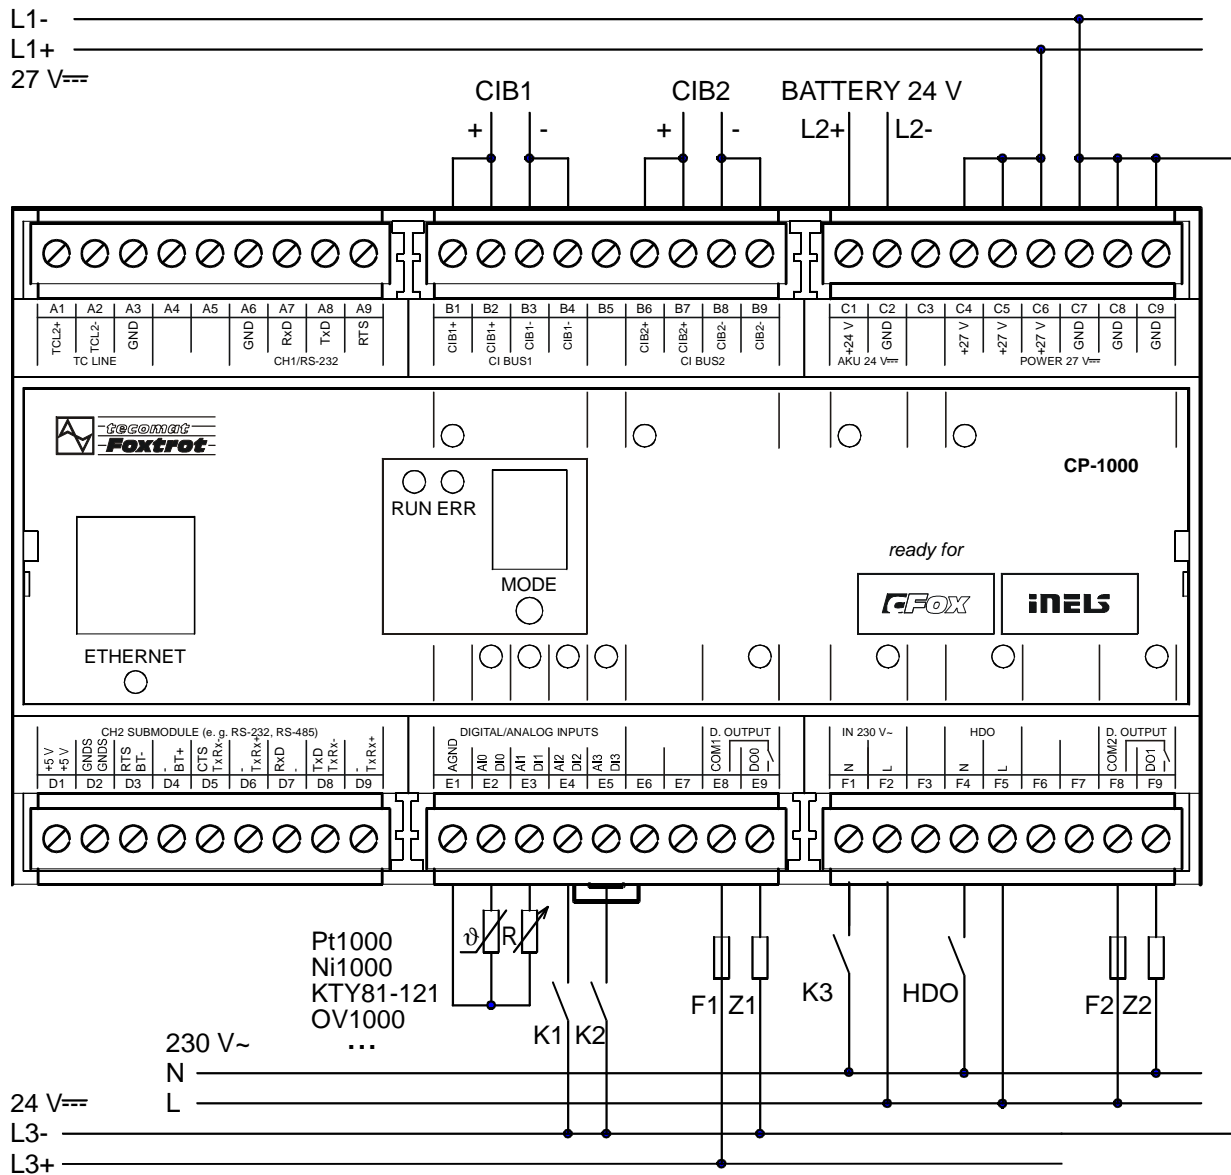 L1-
L1+
27 V⎓
CIB1 CIB2 BATTERY 24 V
+ - + - L2+ L2-
A1 A2 A3 A4 A5 A6 A7 A8 A9 B1 B2 B3 B4 B5 B6 B7 B8 B9 C1 C2 C3 C4 C5 C6 C7 C8 C9
TCL2+ TCL2- GND GND RxD TxD RTS CIB1+ CIB1+ CIB1- CIB1- CIB2+ CIB2+ CIB2- CIB2- +24 V GND +27 V +27 V +27 V GND GND GND
TC LINE CH1/RS-232 CI BUS1 CI BUS2 AKU 24 V⎓ POWER 27 V⎓
tecomat
Foxtrot
CP-1000
RUN ERR
ready for
MODE
CFOX iNELS
ETHERNET
CH2 SUBMODULE (e. g. RS-232, RS-485) DIGITAL/ANALOG INPUTS D. OUTPUT IN 230 V~ HDO D. OUTPUT
+5 V GNDS RTS - CTS - RxD TxD - AGND AI0 AI1 AI2 AI3 COM1 DO0 N L N L COM2 DO1
+5 V GNDS BT- BT+ TxRx- TxRx+ - TxRx- TxRx+ DI0 DI1 DI2 DI3
D1 D2 D3 D4 D5 D6 D7 D8 D9 E1 E2 E3 E4 E5 E6 E7 E8 E9 F1 F2 F3 F4 F5 F6 F7 F8 F9
ϑ R
Pt1000
Ni1000
KTY81-121
OV1000
...
K1 K2 F1 Z1 K3 HDO F2 Z2
230 V~
N
L
24 V⎓
L3-
L3+